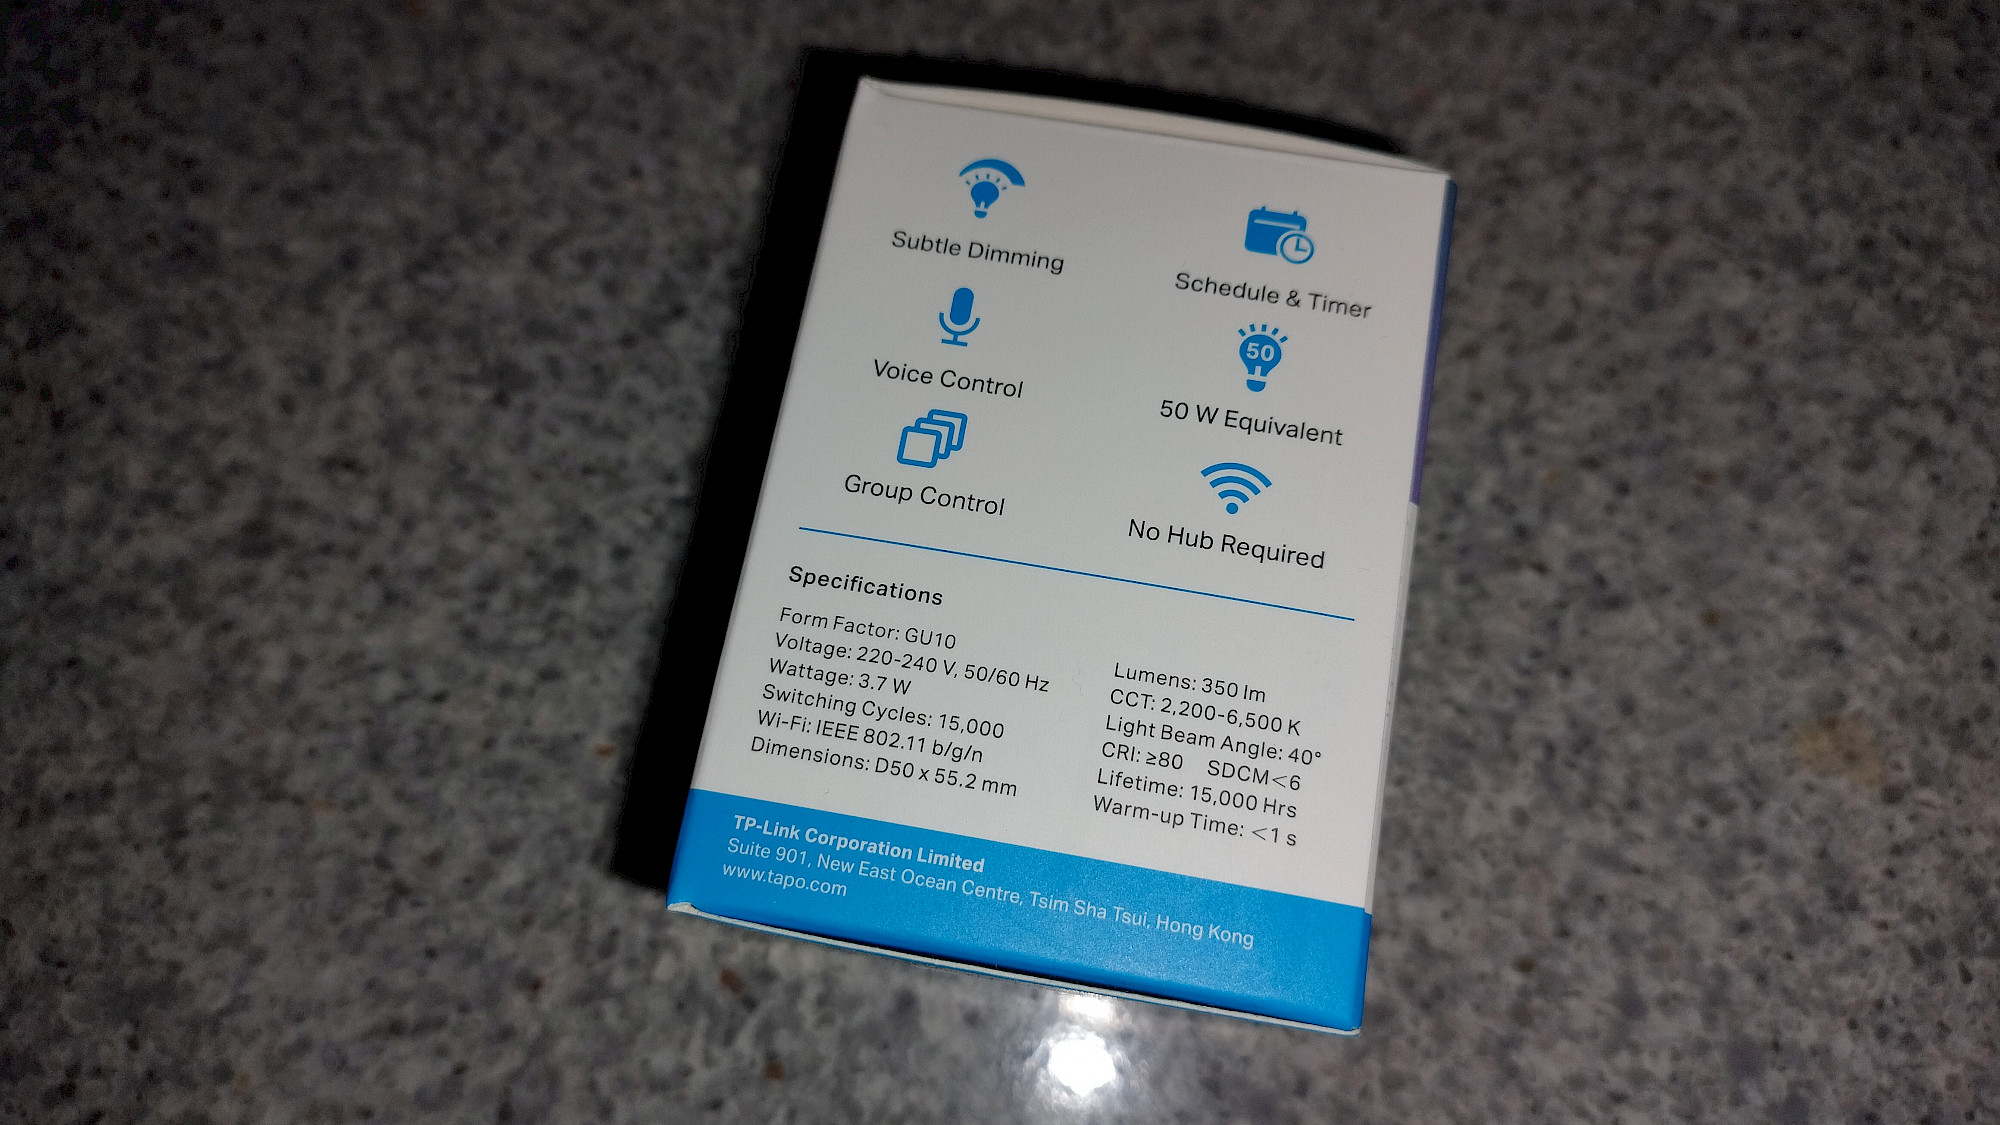 Subtle Dimming
Schedule & Timer
Voice Control
50
50 W Equivalent
Group Control
No Hub Required
Specifications
Form Factor: GU10
Voltage: 220-240 V, 50/60 Hz
Wattage: 3.7 W
Switching Cycles: 15,000
Wi-Fi: IEEE 802.11 b/g/n
Dimensions: D50 x 55.2 mm
Lumens: 350 lm
CCT: 2,200-6,500 K
Light Beam Angle: 40°
CRI: ≥80 SDCM<6
Lifetime: 15,000 Hrs
Warm-up Time: <1 s
TP-Link Corporation Limited
Suite 901, New East Ocean Centre, Tsim Sha Tsui, Hong Kong
www.tapo.com